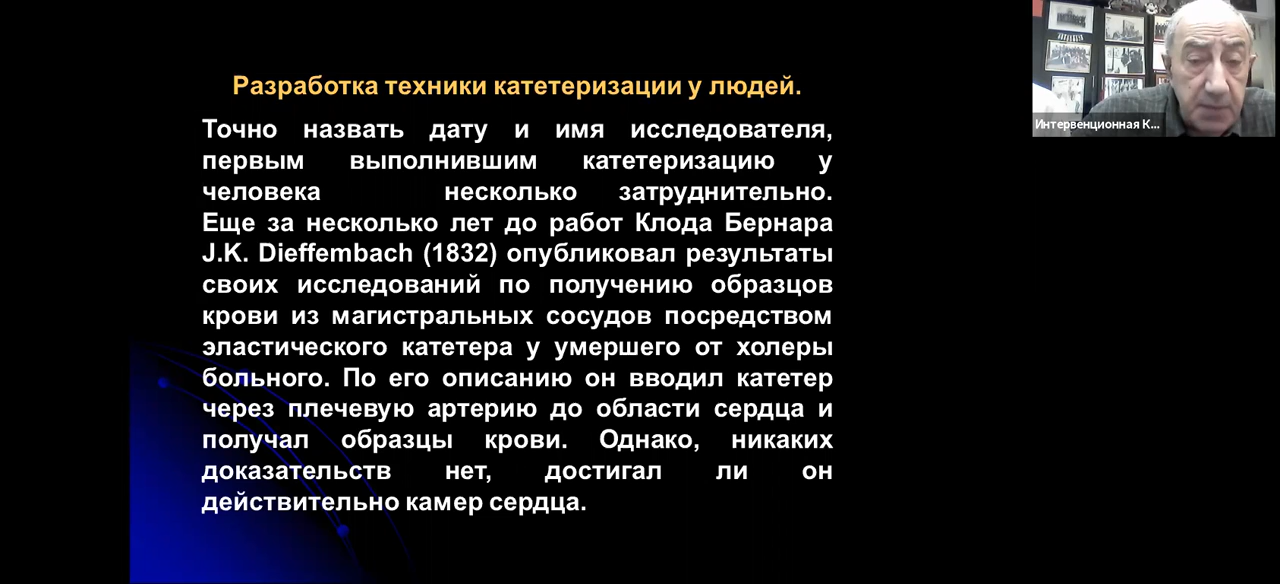 Разработка техники катетеризации у людей.
Точно назвать дату и имя исследователя,
первым выполнившим катетеризацию у
человека несколько затруднительно.
Еще за несколько лет до работ Клода Бернара
J.K. Dieffembach (1832) опубликовал результаты
своих исследований по получению образцов
крови из магистральных сосудов посредством
эластического катетера у умершего от холеры
больного. По его описанию он вводил катетер
через плечевую артерию до области сердца и
получал образцы крови. Однако, никаких
доказательств нет, достигал ли он
действительно камер сердца.
Интервенционная К...